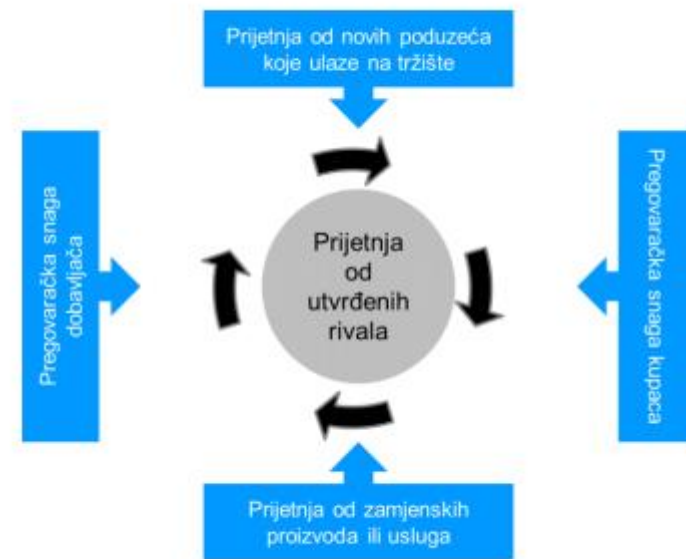 Prijetnja od novih poduzeća
koje ulaze na tržište
Pregovaračka snaga
dobavljača
Prijetnja
od
utvrđenih
rivala
Pregovaračka snaga kupaca
Prijetnja od zamjenskih
proizvoda ili usluga